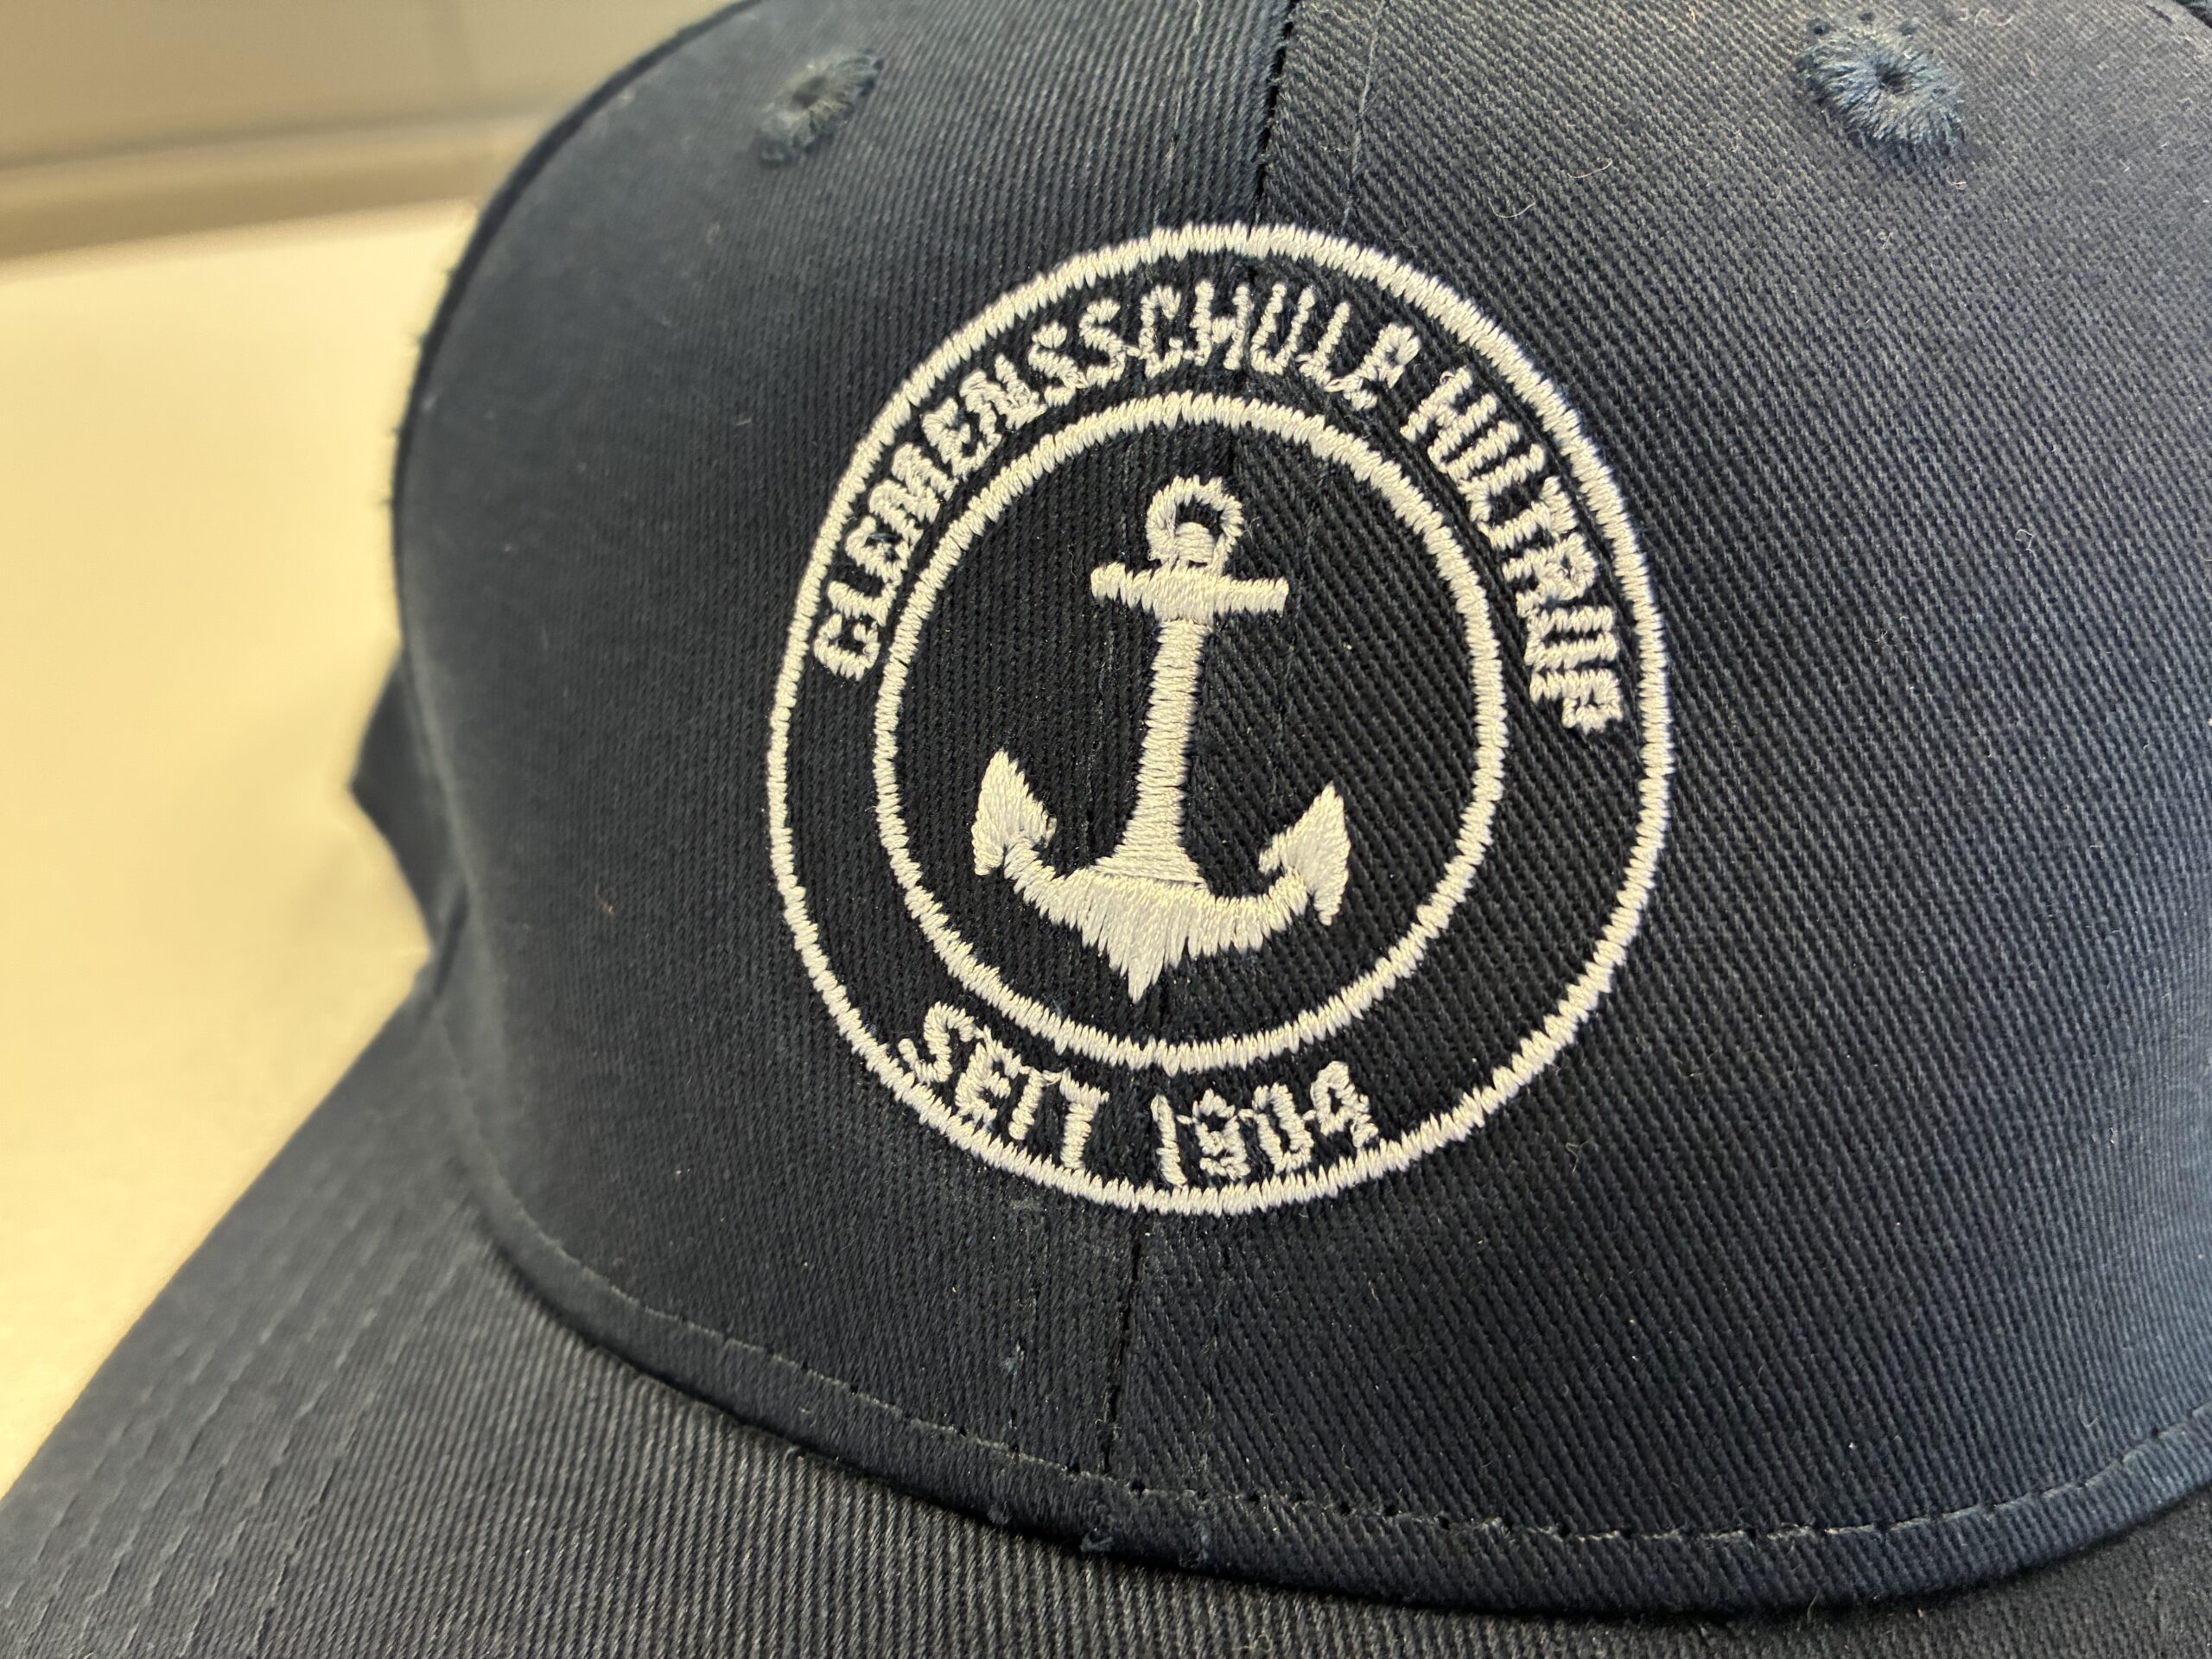 CLEMENSSCHULE HILTRUP
SEIT 1904